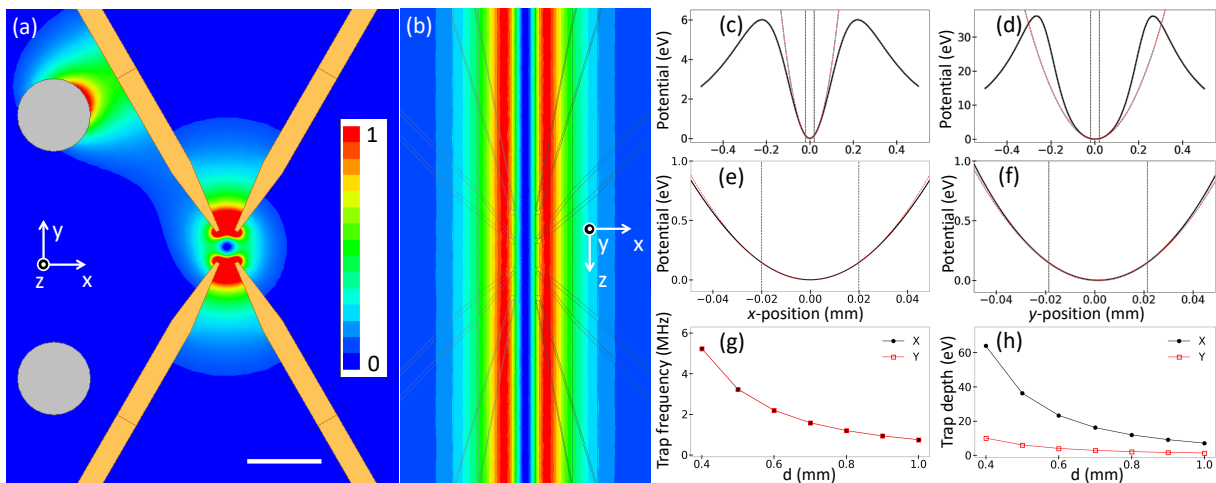 (a)
1
0
y
x
z
(b)
x
y
z
(c)
Potential (eV)
6
4
2
0
−0.4 −0.2 0.0 0.2 0.4
(d)
Potential (eV)
30
20
10
0
−0.4 −0.2 0.0 0.2 0.4
(e)
Potential (eV)
1.0
0.5
0.0
−0.04 −0.02 0.00 0.02 0.04
x-position (mm)
(f)
Potential (eV)
1.0
0.5
0.0
−0.04 −0.02 0.00 0.02 0.04
y-position (mm)
(g)
Trap frequency (MHz)
6
4
2
0
X
Y
0.4 0.6 0.8 1.0
d (mm)
(h)
Trap depth (eV)
60
40
20
0
X
Y
0.4 0.6 0.8 1.0
d (mm)